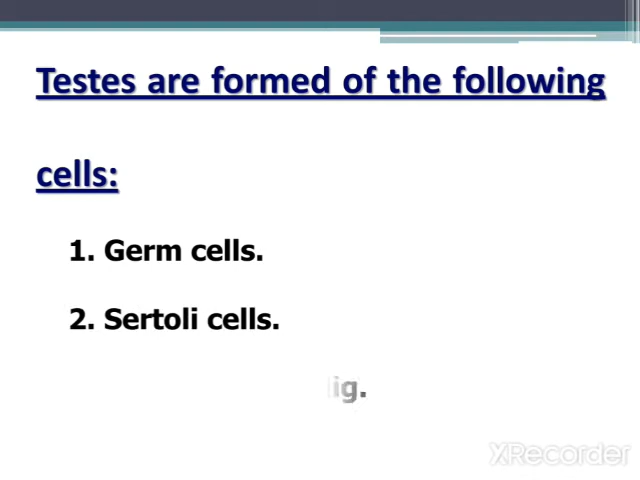 Testes are formed of the following
cells:
1. Germ cells.
2. Sertoli cells.
XRecorder